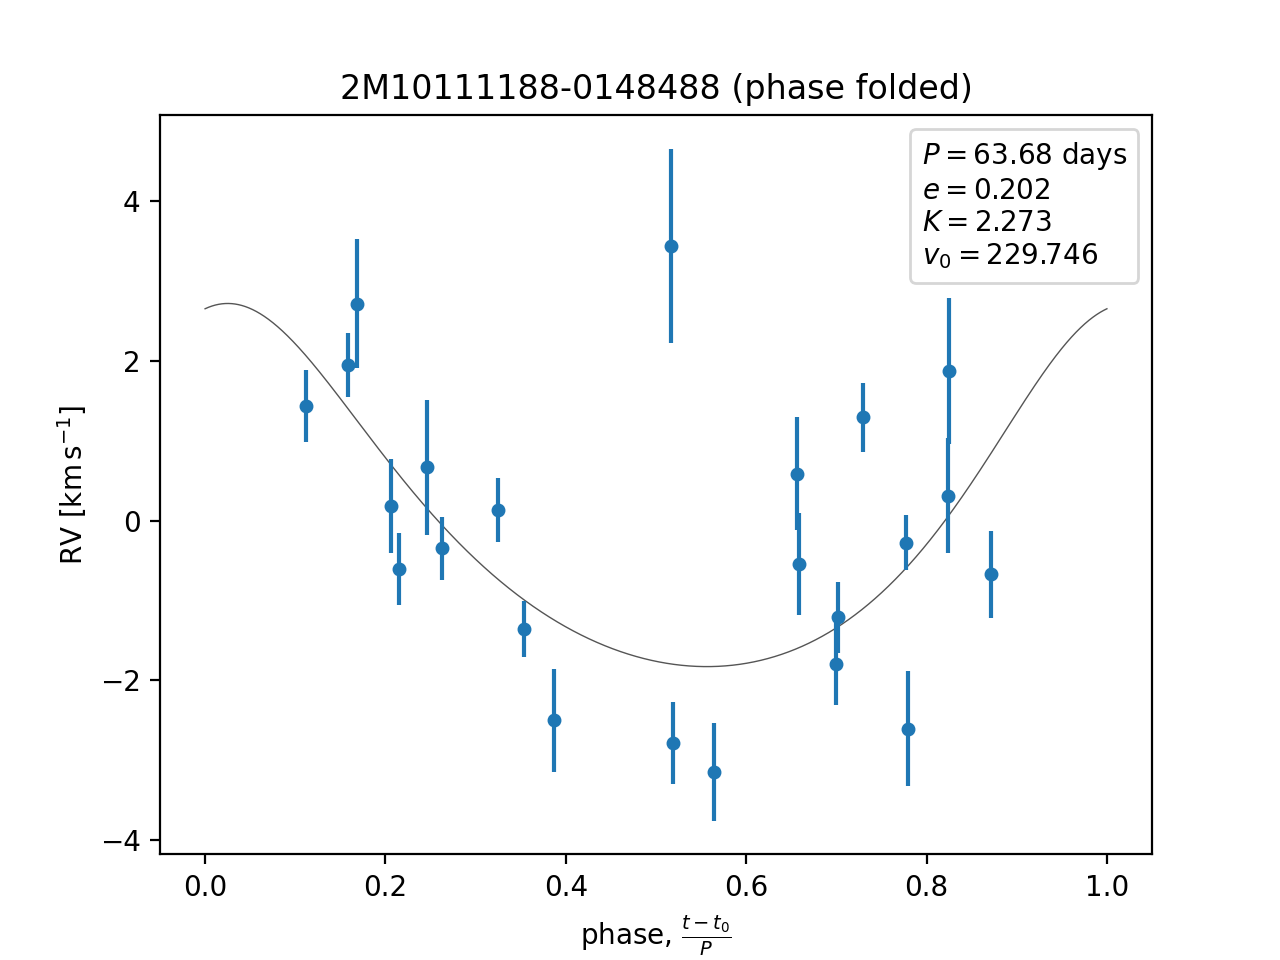 2M10111188-0148488 (phase folded)
P = 63.68 days
e = 0.202
K = 2.273
v₀ = 229.746
4
2
0
−2
−4
RV [km s⁻¹]
0.0 0.2 0.4 0.6 0.8 1.0
phase, (t − t₀)/P